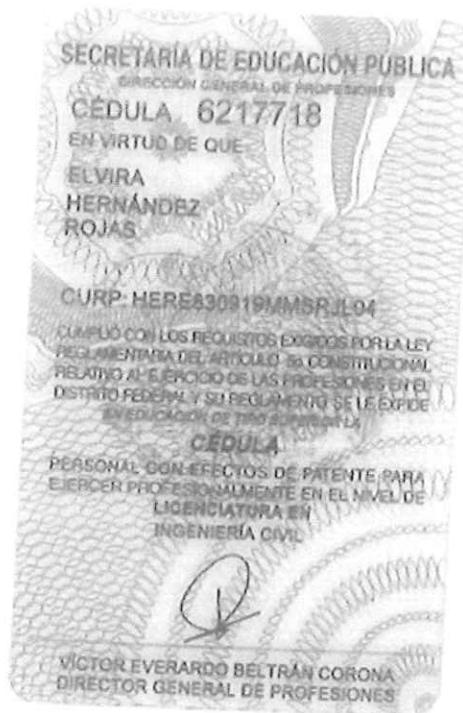 SECRETARÍA DE EDUCACIÓN PÚBLICA
DIRECCIÓN GENERAL DE PROFESIONES
CÉDULA 6217718
EN VIRTUD DE QUE
ELVIRA
HERNÁNDEZ
ROJAS
CURP: HERE830919MMSRJL04
CUMPLIÓ CON LOS REQUISITOS EXIGIDOS POR LA LEY
REGLAMENTARIA DEL ARTÍCULO 5o CONSTITUCIONAL
RELATIVO AL EJERCICIO DE LAS PROFESIONES EN EL
DISTRITO FEDERAL Y SU REGLAMENTO SE LE EXPIDE
EN EDUCACIÓN DE TIPO SUPERIOR LA
CÉDULA
PERSONAL CON EFECTOS DE PATENTE PARA
EJERCER PROFESIONALMENTE EN EL NIVEL DE
LICENCIATURA EN
INGENIERÍA CIVIL
VÍCTOR EVERARDO BELTRÁN CORONA
DIRECTOR GENERAL DE PROFESIONES